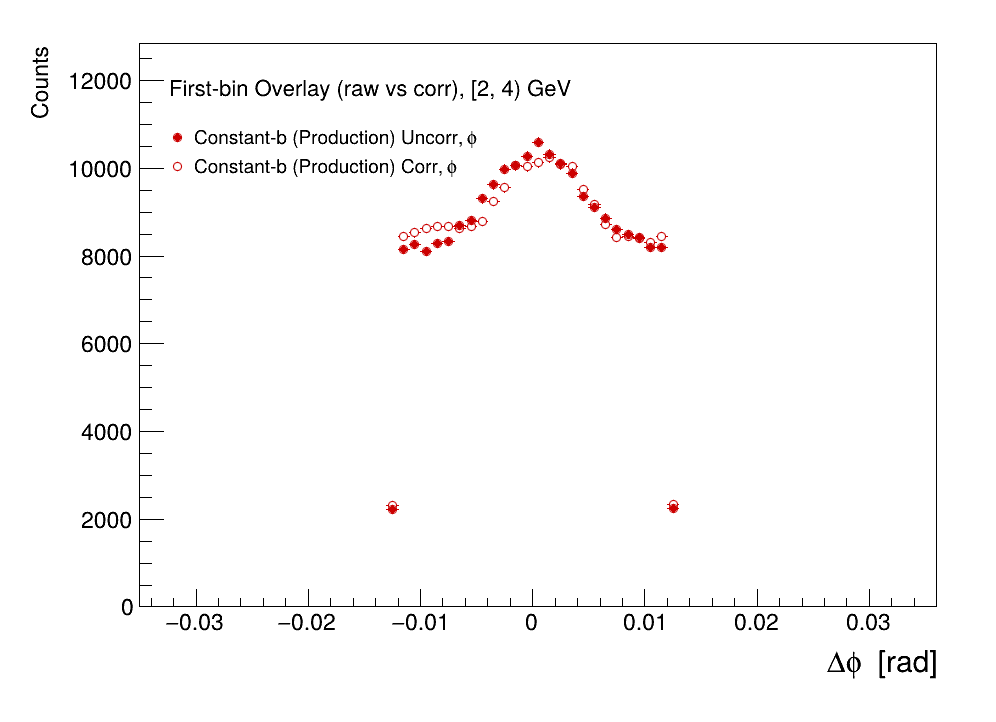 Counts
12000
10000
8000
6000
4000
2000
0
First-bin Overlay (raw vs corr), [2, 4) GeV
Constant-b (Production) Uncorr, ϕ
Constant-b (Production) Corr, ϕ
−0.03 −0.02 −0.01 0 0.01 0.02 0.03
Δϕ [rad]